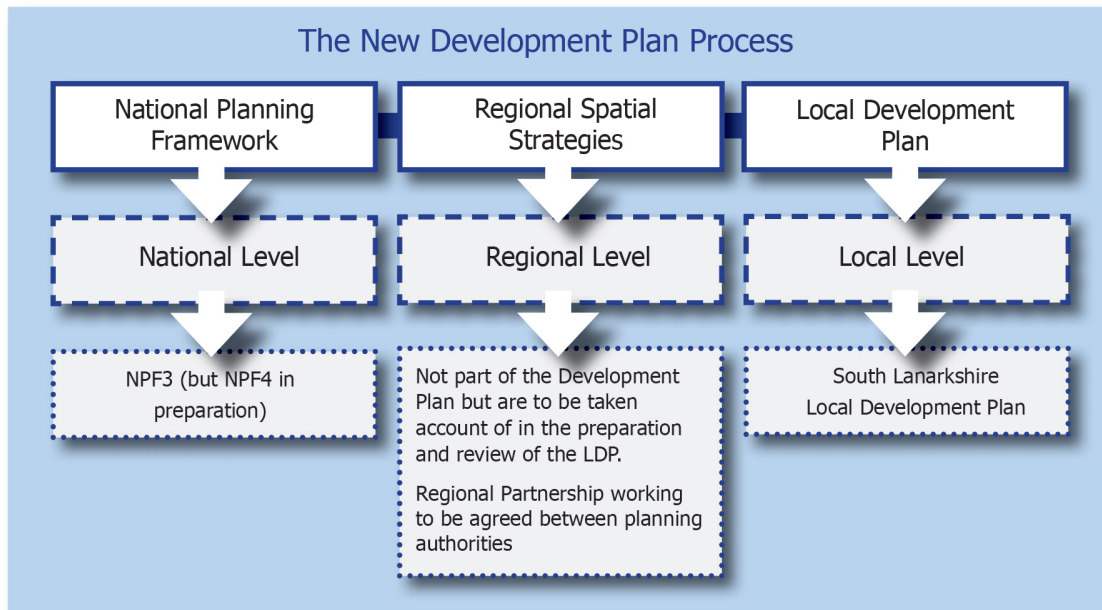 The New Development Plan Process
National Planning
Framework
Regional Spatial
Strategies
Local Development
Plan
National Level
Regional Level
Local Level
NPF3 (but NPF4 in
preparation)
Not part of the Development
Plan but are to be taken
account of in the preparation
and review of the LDP.
Regional Partnership working
to be agreed between planning
authorities
South Lanarkshire
Local Development Plan